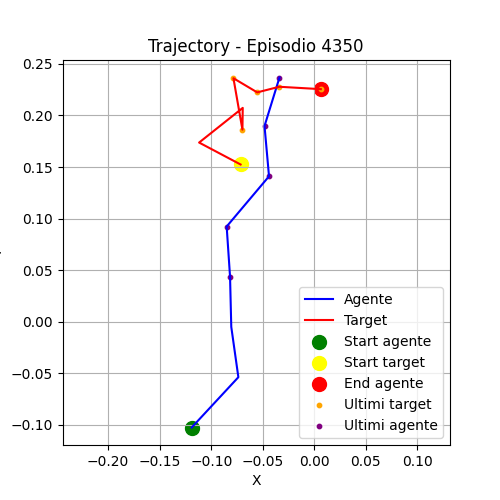 Trajectory - Episodio 4350
0.25
0.20
0.15
0.10
0.05
0.00
−0.05
−0.10
−0.20
−0.15
−0.10
−0.05
0.00
0.05
0.10
X
Agente
Target
Start agente
Start target
End agente
Ultimi target
Ultimi agente